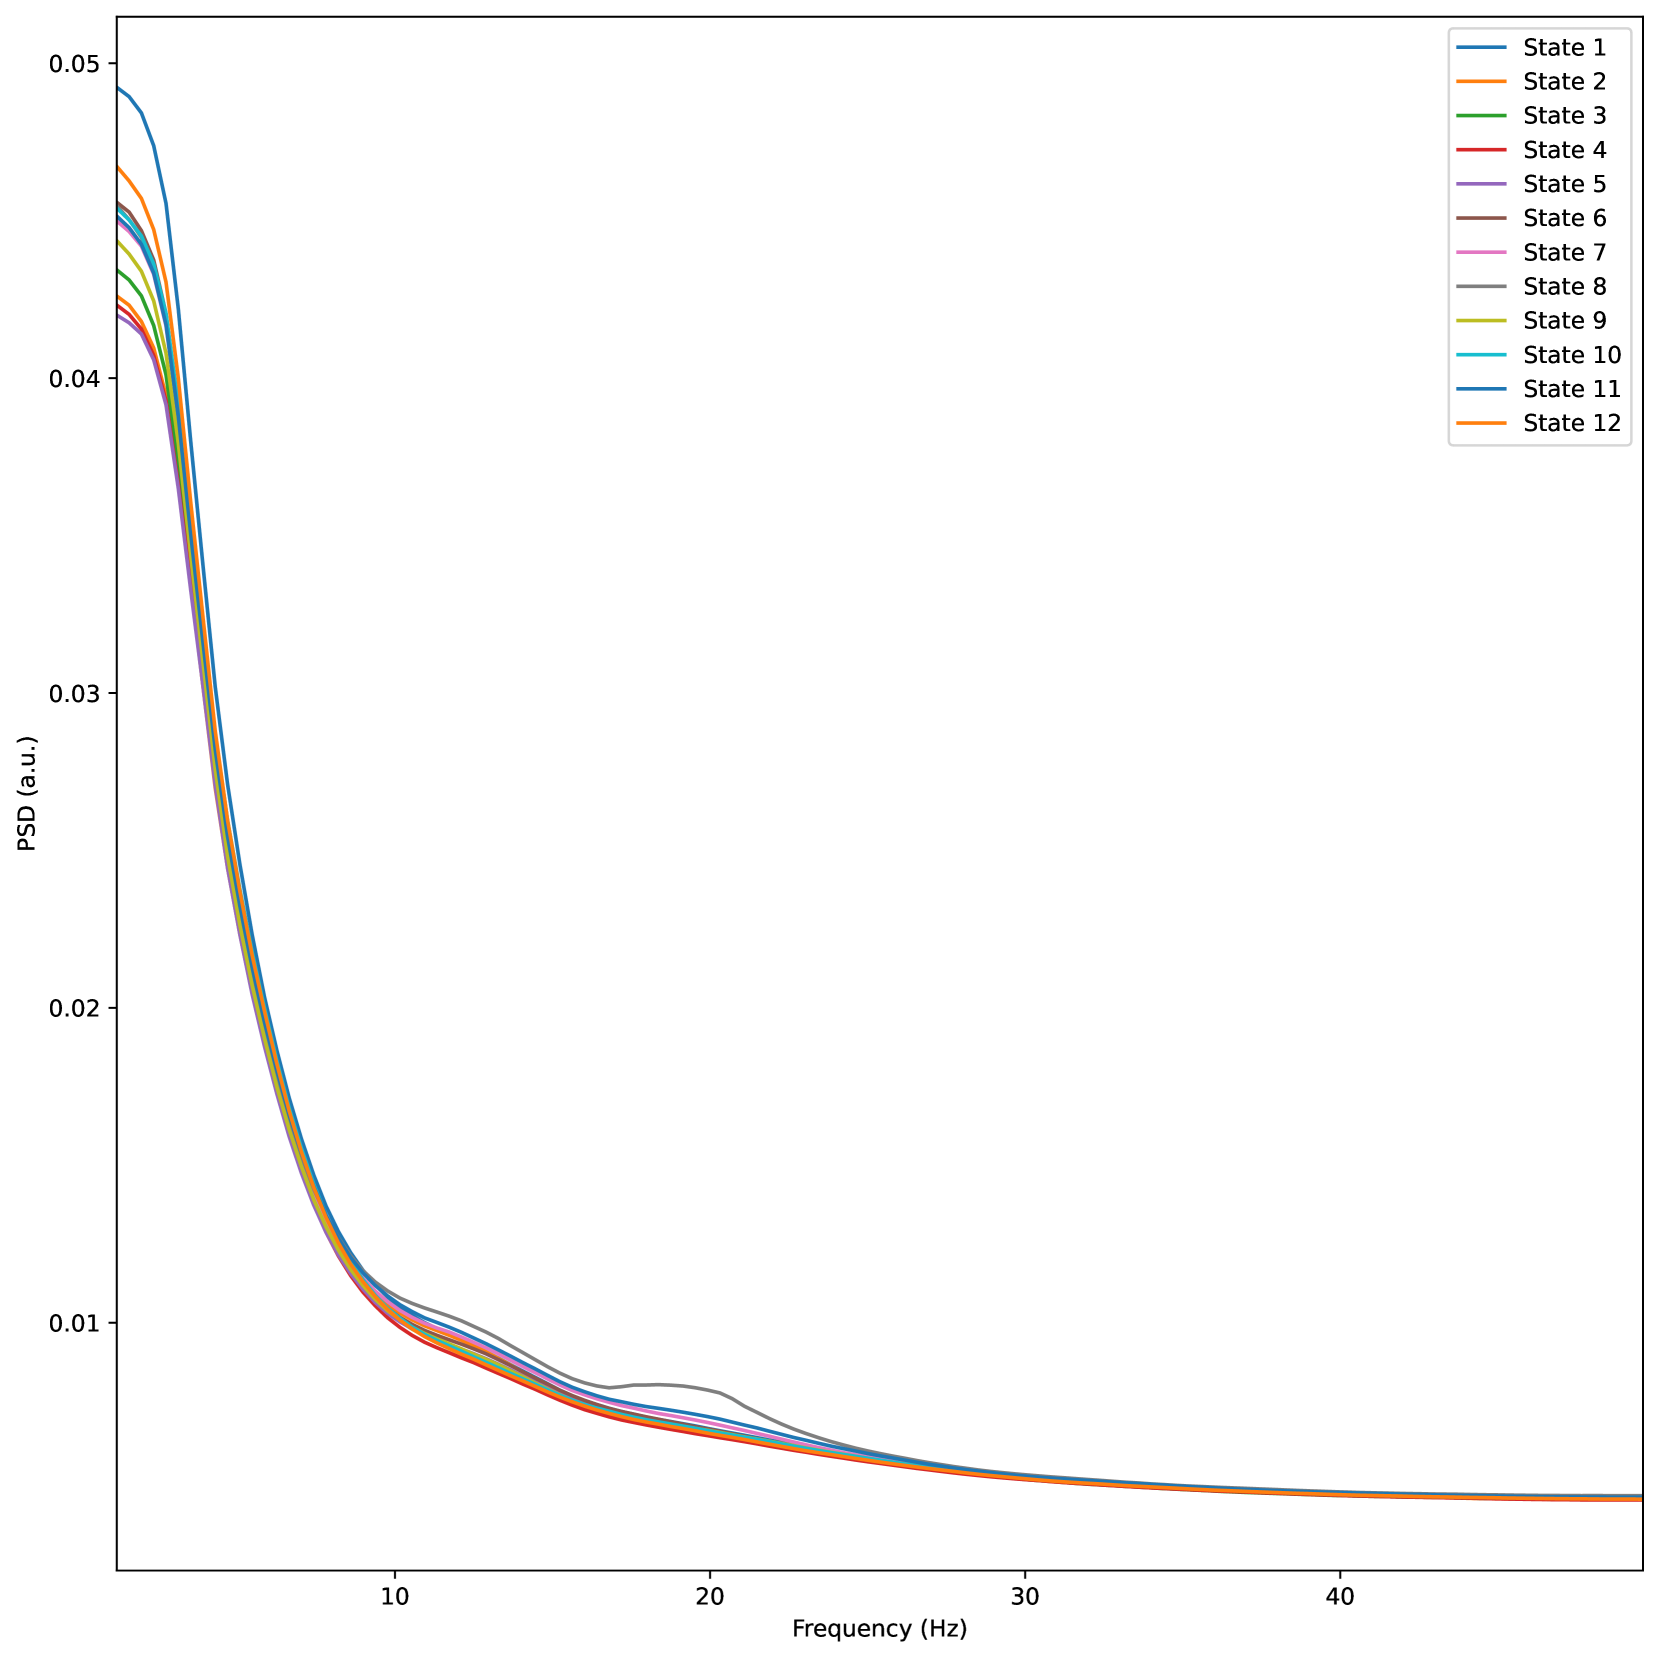 0.05
0.04
0.03
0.02
0.01
PSD (a.u.)
10 20 30 40
Frequency (Hz)
State 1
State 2
State 3
State 4
State 5
State 6
State 7
State 8
State 9
State 10
State 11
State 12